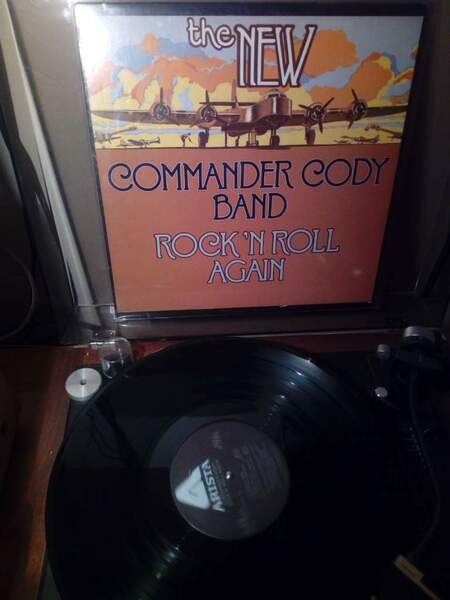 the NEW
COMMANDER CODY
BAND
ROCK 'N ROLL
AGAIN
ARISTA